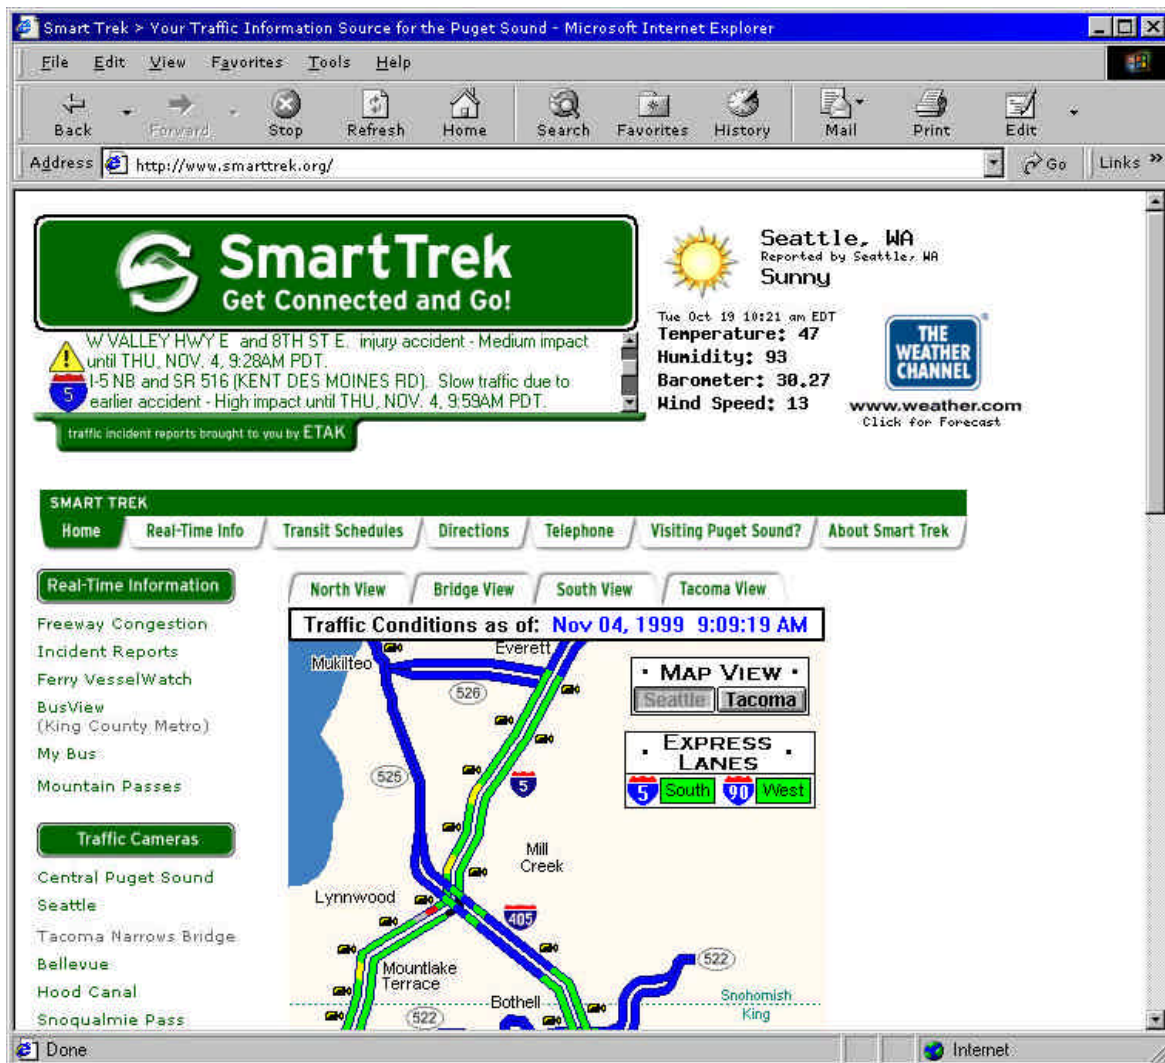 Smart Trek > Your Traffic Information Source for the Puget Sound - Microsoft Internet Explorer
File Edit View Favorites Tools Help
Back Forward Stop Refresh Home Search Favorites History Mail Print Edit
Address http://www.smarttrek.org/ Go Links »
SmartTrek
Get Connected and Go!
W VALLEY HWY E and 8TH ST E. injury accident - Medium impact
until THU, NOV. 4, 9:28AM PDT.
5
I-5 NB and SR 516 (KENT DES MOINES RD). Slow traffic due to
earlier accident - High impact until THU, NOV. 4, 9:59AM PDT.
traffic incident reports brought to you by ETAK
Seattle, WA
Reported by Seattle, WA
Sunny
Tue Oct 19 10:21 am EDT
Temperature: 47
Humidity: 93
Barometer: 30.27
Wind Speed: 13
THE
WEATHER
CHANNEL
www.weather.com
Click for Forecast
SMART TREK
Home Real-Time Info Transit Schedules Directions Telephone Visiting Puget Sound? About Smart Trek
Real-Time Information
Freeway Congestion
Incident Reports
Ferry VesselWatch
BusView
(King County Metro)
My Bus
Mountain Passes
Traffic Cameras
Central Puget Sound
Seattle
Tacoma Narrows Bridge
Bellevue
Hood Canal
Snoqualmie Pass
North View Bridge View South View Tacoma View
Traffic Conditions as of: Nov 04, 1999 9:09:19 AM
Mukilteo
Everett
526
· MAP VIEW ·
Seattle Tacoma
· EXPRESS
LANES ·
5 South 90 West
525
5
Mill
Creek
Lynnwood
405
Mountlake
Terrace
522
Bothell
Snohomish
King
522
Done
Internet